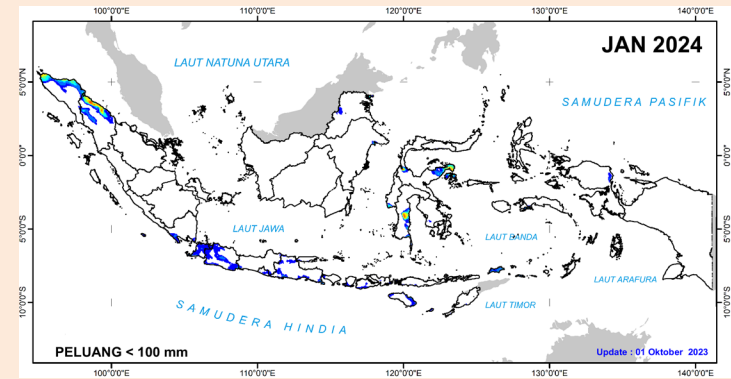 100°0'0"E 110°0'0"E 120°0'0"E 130°0'0"E 140°0'0"E
JAN 2024
LAUT NATUNA UTARA
5°0'0"N 5°0'0"N
SAMUDERA PASIFIK
0°0'0" 0°0'0"
LAUT JAWA
LAUT BANDA
5°0'0"S 5°0'0"S
LAUT ARAFURA
SAMUDERA HINDIA
LAUT TIMOR
10°0'0"S 10°0'0"S
PELUANG < 100 mm
Update : 01 Oktober 2023
100°0'0"E 110°0'0"E 120°0'0"E 130°0'0"E 140°0'0"E